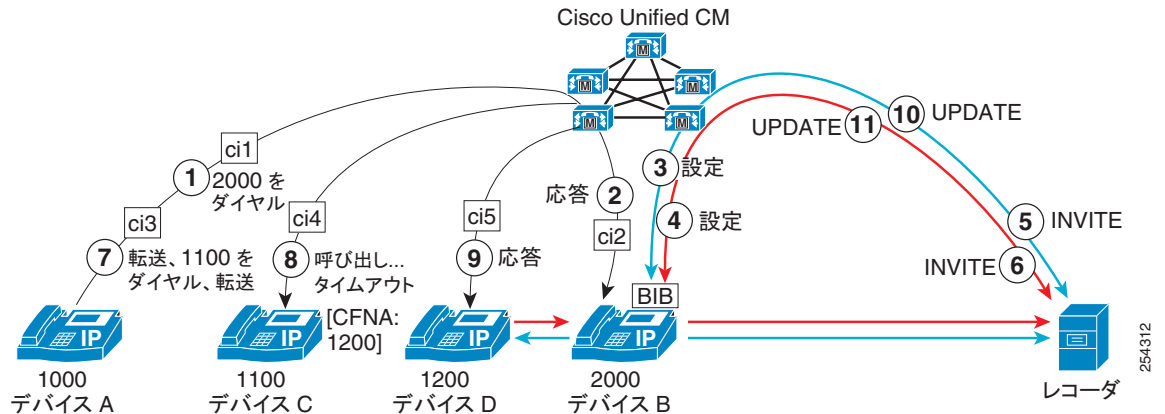 Cisco Unified CM
M
M
M
M
M
10 UPDATE
UPDATE 11
ci1
1 2000 を
ダイヤル
3 設定
応答 2
ci3
ci4
ci5
ci2
4 設定
5 INVITE
7 転送、1100 を
ダイヤル、転送
8 呼び出し...
タイムアウト
9 応答
INVITE 6
BIB
[CFNA:
1200]
IP
IP
IP
IP
1000
デバイス A
1100
デバイス C
1200
デバイス D
2000
デバイス B
レコーダ
254312